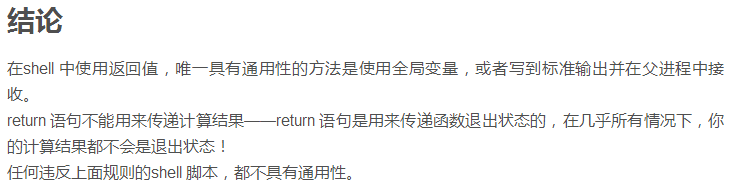 结论
在shell 中使用返回值，唯一具有通用性的方法是使用全局变量，或者写到标准输出并在父进程中接
收。
return 语句不能用来传递计算结果——return 语句是用来传递函数退出状态的，在几乎所有情况下，你
的计算结果都不会是退出状态！
任何违反上面规则的shell 脚本，都不具有通用性。